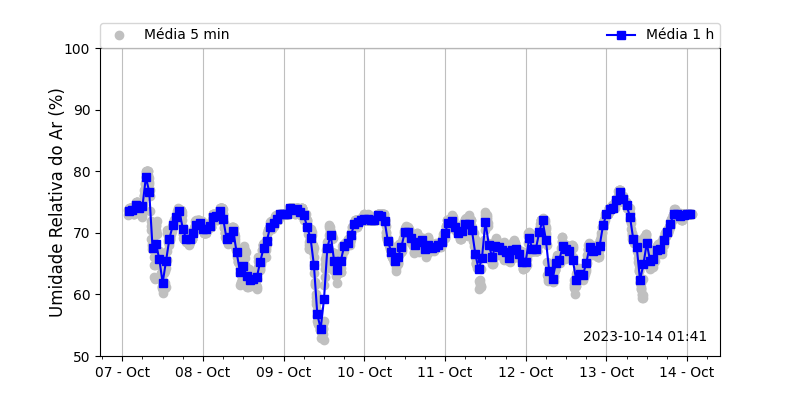 Média 5 min
Média 1 h
Umidade Relativa do Ar (%)
100
90
80
70
60
50
2023-10-14 01:41
07 - Oct
08 - Oct
09 - Oct
10 - Oct
11 - Oct
12 - Oct
13 - Oct
14 - Oct